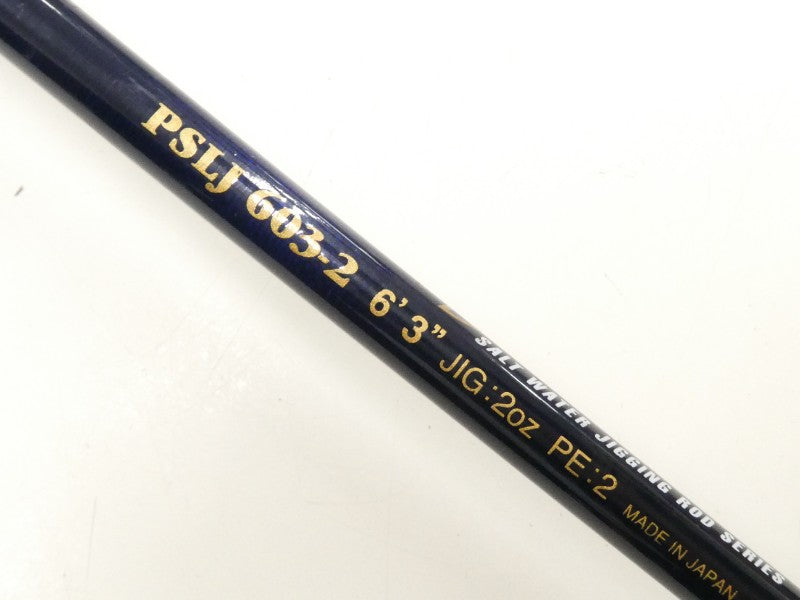 PSLJ 603-2 6'3" JIG:2oz PE:2 MADE IN JAPAN
SALT WATER JIGGING ROD SERIES